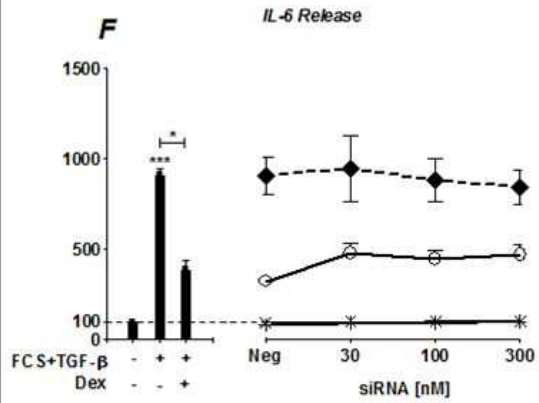 IL-6 Release
F
1500
1000
500
100
0
***
*
FCS+TGF-β - + +
Dex - - +
Neg 30 100 300
siRNA [nM]